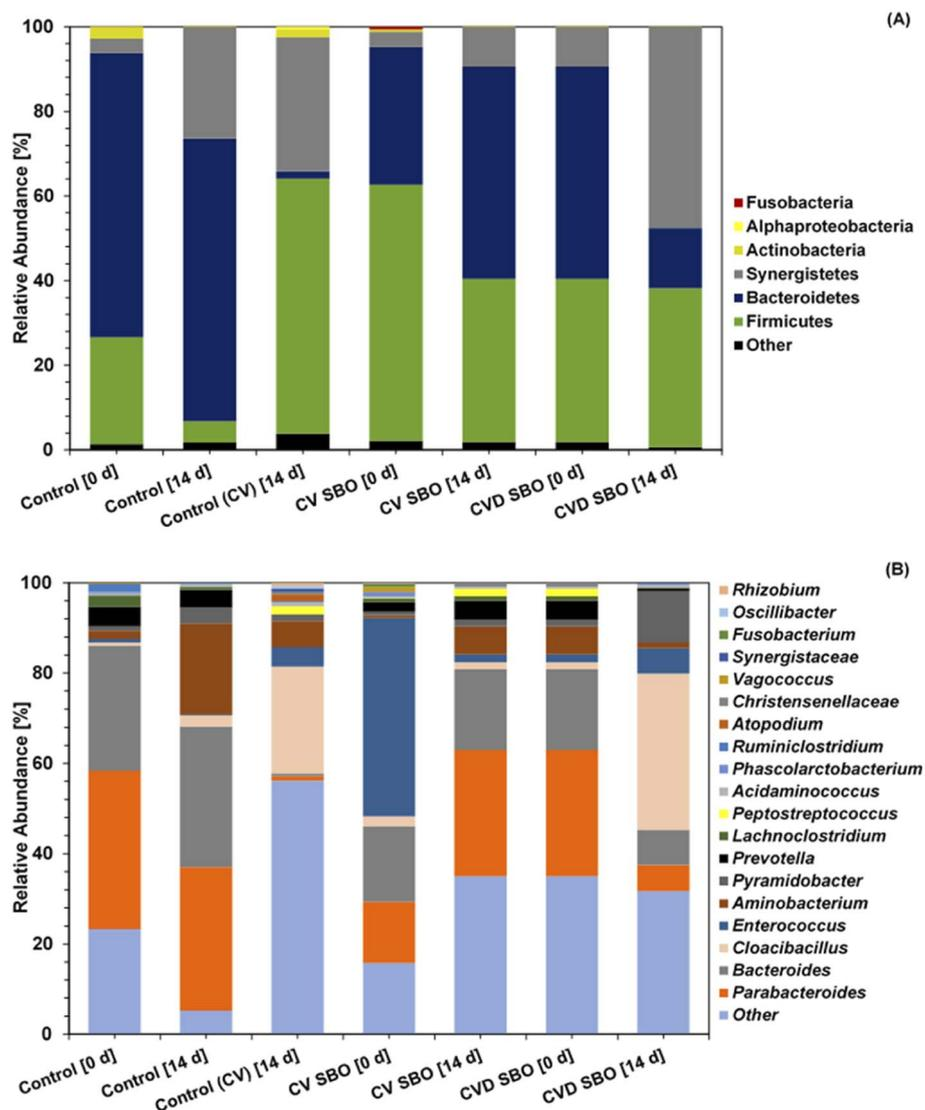 (A)
Relative Abundance [%]
100
80
60
40
20
0
Control [0 d]
Control [14 d]
Control (CV) [14 d]
CV SBO [0 d]
CV SBO [14 d]
CVD SBO [0 d]
CVD SBO [14 d]
Fusobacteria
Alphaproteobacteria
Actinobacteria
Synergistetes
Bacteroidetes
Firmicutes
Other
(B)
Relative Abundance [%]
100
80
60
40
20
0
Control [0 d]
Control [14 d]
Control (CV) [14 d]
CV SBO [0 d]
CV SBO [14 d]
CVD SBO [0 d]
CVD SBO [14 d]
Rhizobium
Oscillibacter
Fusobacterium
Synergistaceae
Vagococcus
Christensenellaceae
Atopodium
Ruminiclostridium
Phascolarctobacterium
Acidaminococcus
Peptostreptococcus
Lachnoclostridium
Prevotella
Pyramidobacter
Aminobacterium
Enterococcus
Cloacibacillus
Bacteroides
Parabacteroides
Other